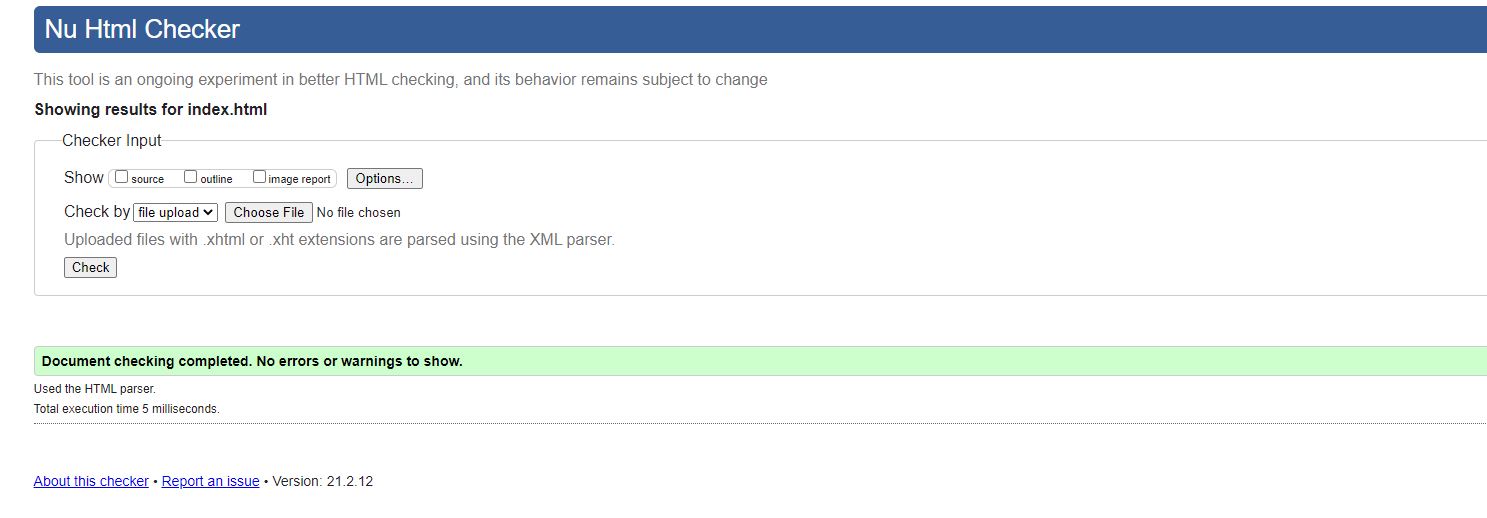 Nu Html Checker
This tool is an ongoing experiment in better HTML checking, and its behavior remains subject to change
Showing results for index.html
Checker Input
Show source outline image report Options...
Check by file upload Choose File No file chosen
Uploaded files with .xhtml or .xht extensions are parsed using the XML parser.
Check
Document checking completed. No errors or warnings to show.
Used the HTML parser.
Total execution time 5 milliseconds.
About this checker • Report an issue • Version: 21.2.12